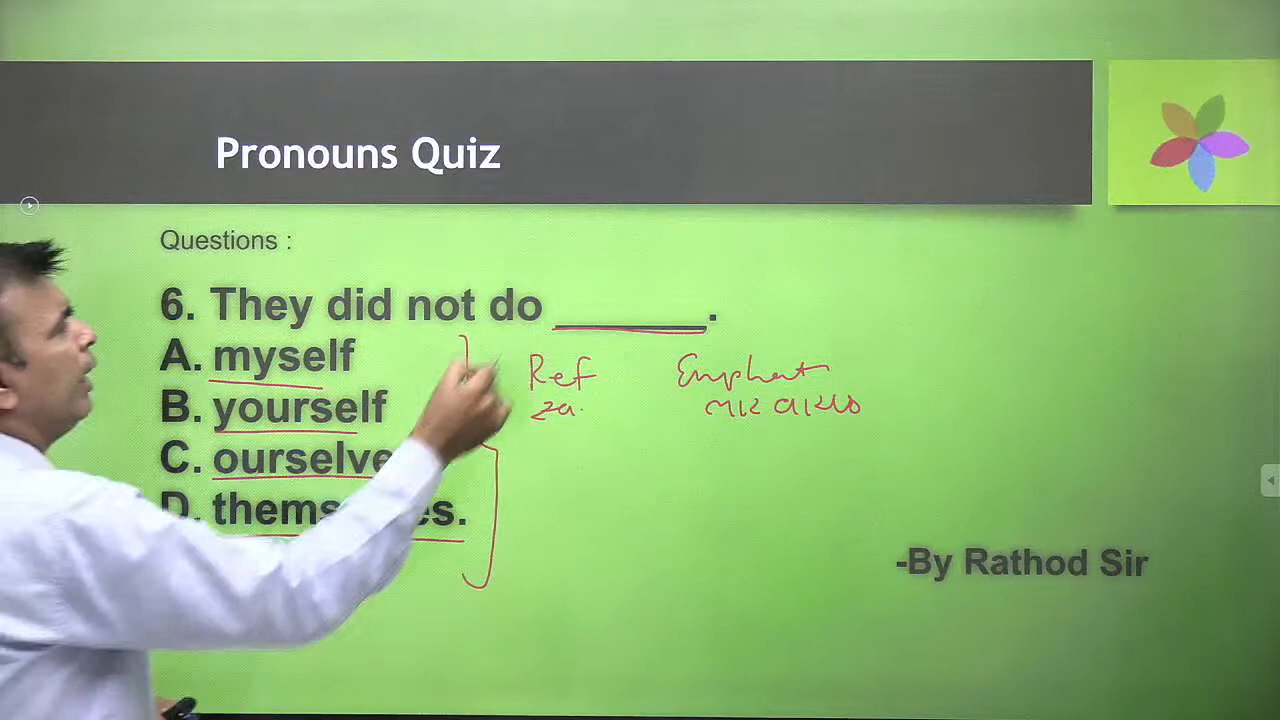 Pronouns Quiz
Questions :
6. They did not do ______.
A. myself
B. yourself
C. ourselve
D. thems es.
Ref
Emphat
-By Rathod Sir